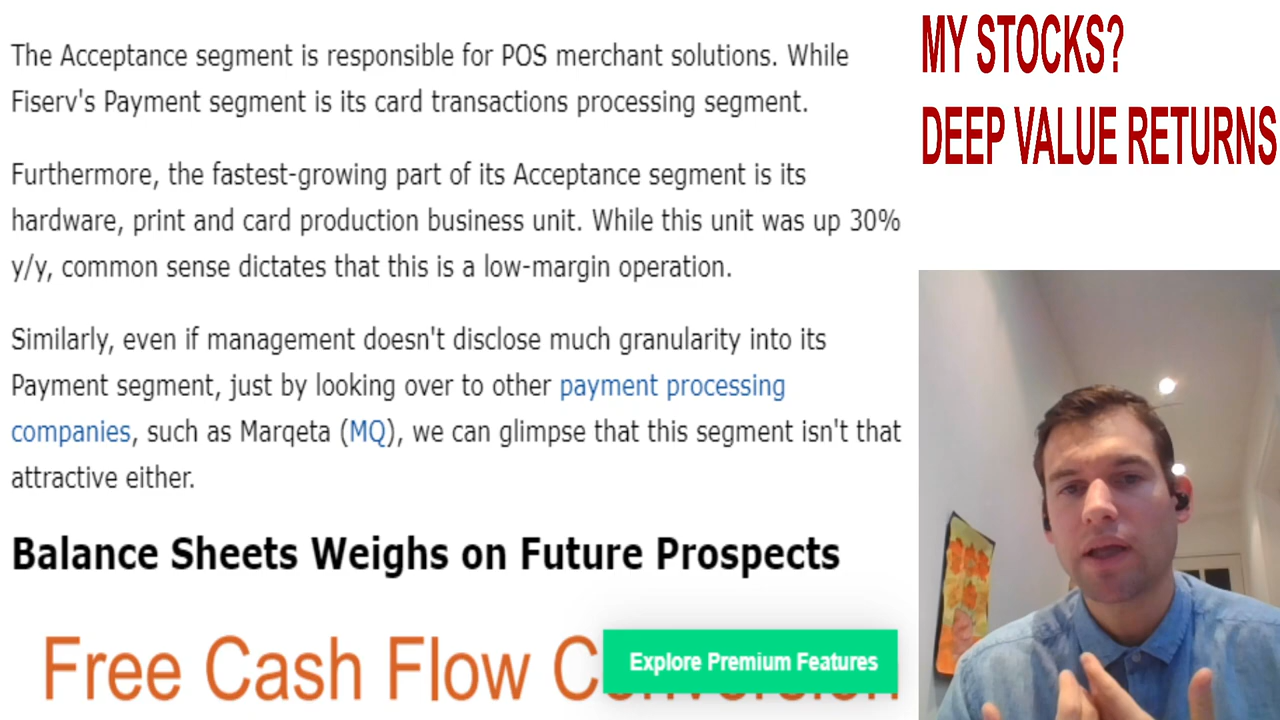 The Acceptance segment is responsible for POS merchant solutions. While
Fiserv's Payment segment is its card transactions processing segment.
Furthermore, the fastest-growing part of its Acceptance segment is its
hardware, print and card production business unit. While this unit was up 30%
y/y, common sense dictates that this is a low-margin operation.
Similarly, even if management doesn't disclose much granularity into its
Payment segment, just by looking over to other payment processing
companies, such as Marqeta (MQ), we can glimpse that this segment isn't that
attractive either.
Balance Sheets Weighs on Future Prospects
Free Cash Flow Conversion
Explore Premium Features
MY STOCKS?
DEEP VALUE RETURNS